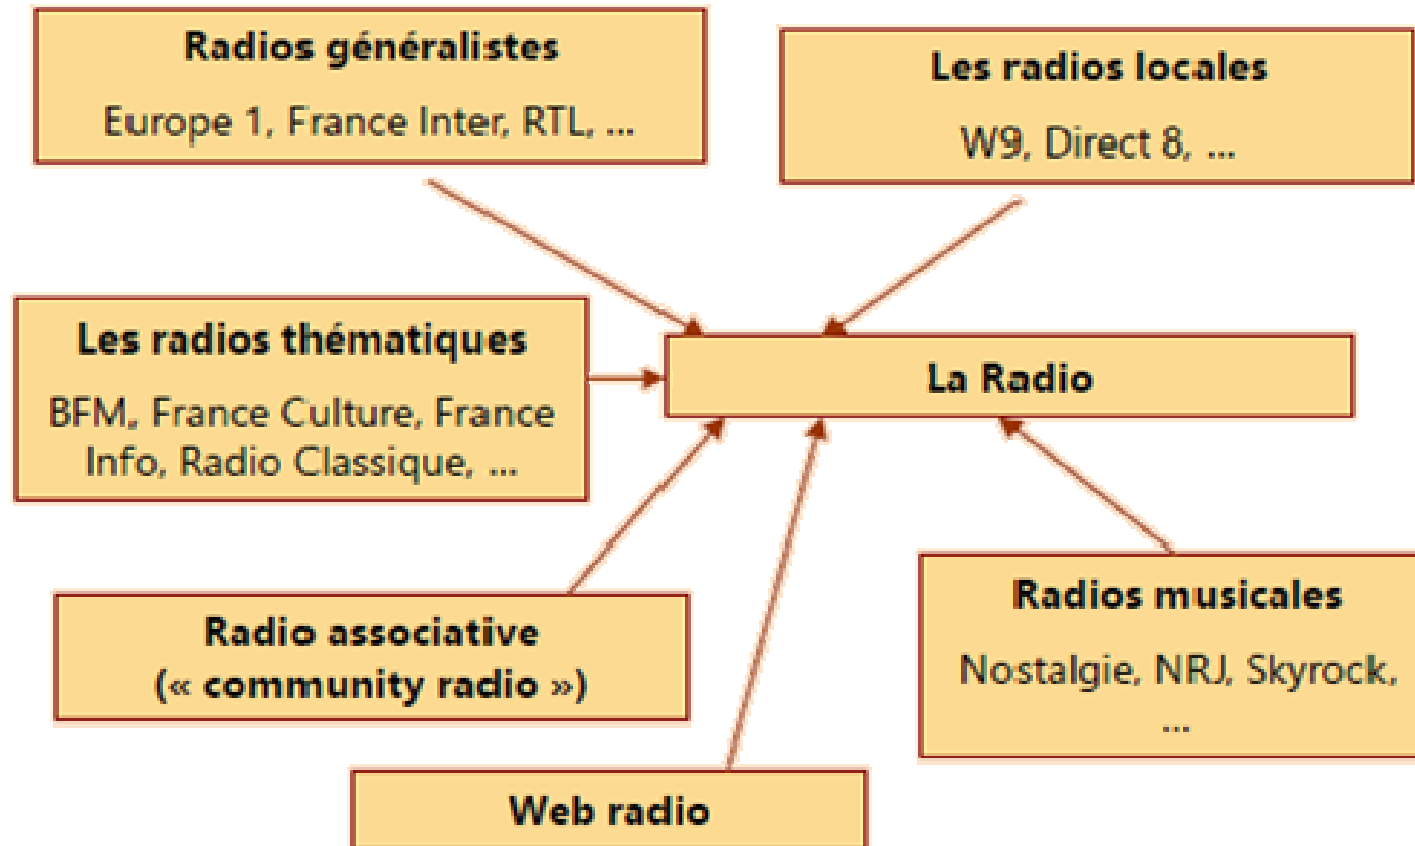 Radios généralistes
Europe 1, France Inter, RTL, ...
Les radios locales
W9, Direct 8, ...
Les radios thématiques
BFM, France Culture, France
Info, Radio Classique, ...
La Radio
Radio associative
(« community radio »)
Radios musicales
Nostalgie, NRJ, Skyrock,
...
Web radio